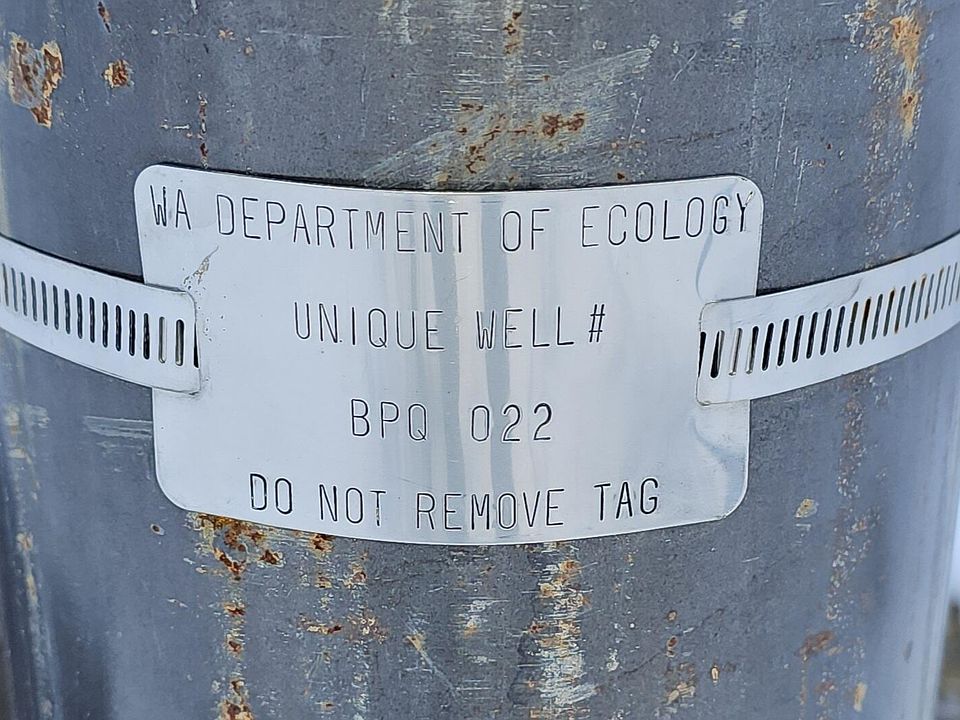 WA DEPARTMENT OF ECOLOGY
UNIQUE WELL #
BPQ 022
DO NOT REMOVE TAG